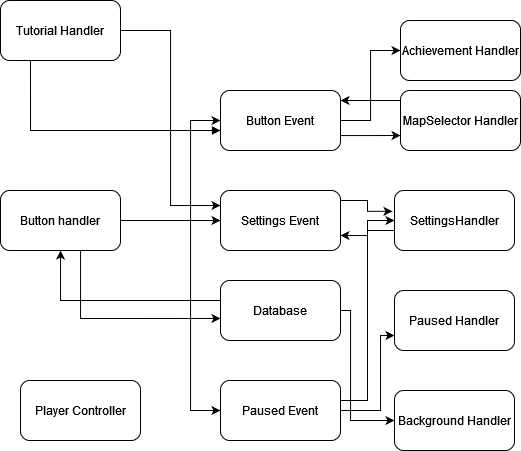 Tutorial Handler
Achievement Handler
Button Event
MapSelector Handler
Button handler
Settings Event
SettingsHandler
Database
Paused Handler
Player Controller
Paused Event
Background Handler